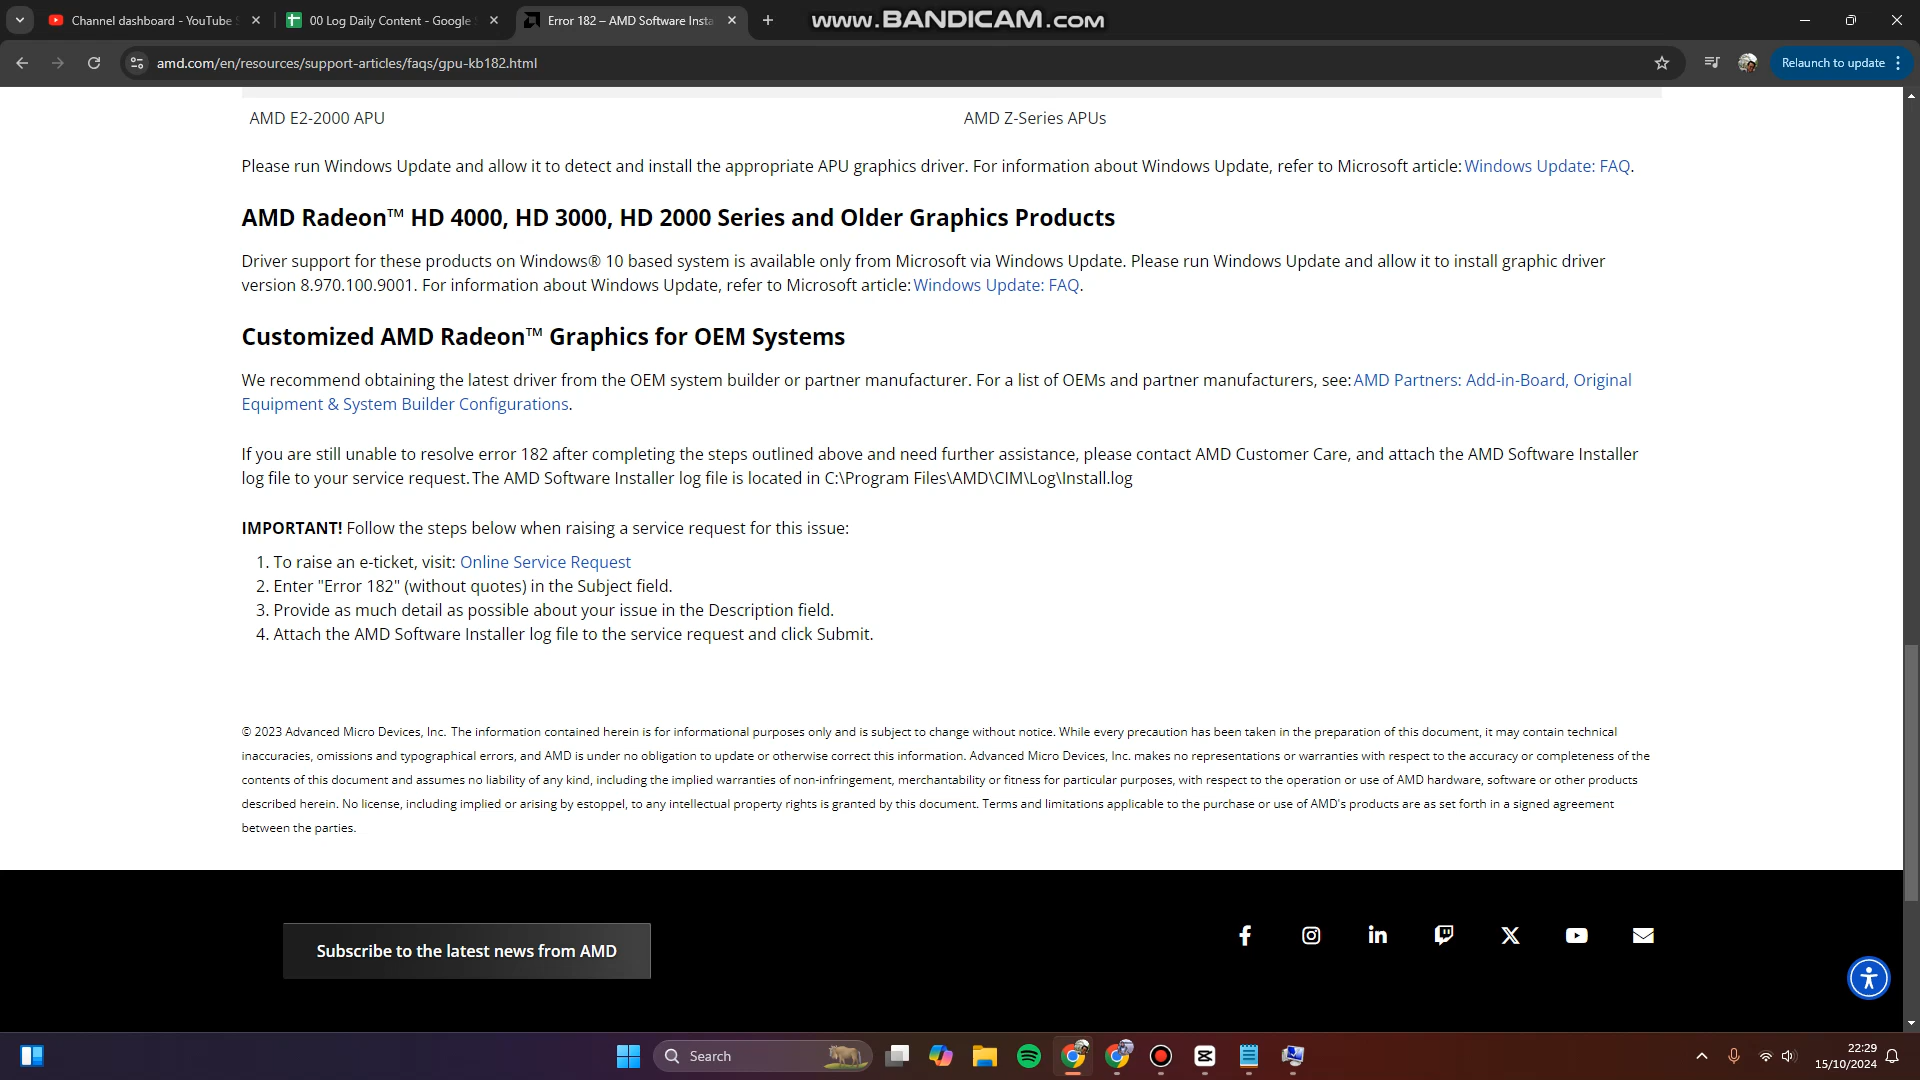 Channel dashboard - YouTube S
00 Log Daily Content - Google S
Error 182 – AMD Software Insta
www.BANDICAM.com
amd.com/en/resources/support-articles/faqs/gpu-kb182.html
Relaunch to update
AMD E2-2000 APU
AMD Z-Series APUs
Please run Windows Update and allow it to detect and install the appropriate APU graphics driver. For information about Windows Update, refer to Microsoft article: Windows Update: FAQ.
AMD Radeon™ HD 4000, HD 3000, HD 2000 Series and Older Graphics Products
Driver support for these products on Windows® 10 based system is available only from Microsoft via Windows Update. Please run Windows Update and allow it to install graphic driver
version 8.970.100.9001. For information about Windows Update, refer to Microsoft article: Windows Update: FAQ.
Customized AMD Radeon™ Graphics for OEM Systems
We recommend obtaining the latest driver from the OEM system builder or partner manufacturer. For a list of OEMs and partner manufacturers, see: AMD Partners: Add-in-Board, Original
Equipment & System Builder Configurations.
If you are still unable to resolve error 182 after completing the steps outlined above and need further assistance, please contact AMD Customer Care, and attach the AMD Software Installer
log file to your service request. The AMD Software Installer log file is located in C:\Program Files\AMD\CIM\Log\Install.log
IMPORTANT! Follow the steps below when raising a service request for this issue:
1. To raise an e-ticket, visit: Online Service Request
2. Enter "Error 182" (without quotes) in the Subject field.
3. Provide as much detail as possible about your issue in the Description field.
4. Attach the AMD Software Installer log file to the service request and click Submit.
© 2023 Advanced Micro Devices, Inc. The information contained herein is for informational purposes only and is subject to change without notice. While every precaution has been taken in the preparation of this document, it may contain technical
inaccuracies, omissions and typographical errors, and AMD is under no obligation to update or otherwise correct this information. Advanced Micro Devices, Inc. makes no representations or warranties with respect to the accuracy or completeness of the
contents of this document and assumes no liability of any kind, including the implied warranties of non-infringement, merchantability or fitness for particular purposes, with respect to the operation or use of AMD hardware, software or other products
described herein. No license, including implied or arising by estoppel, to any intellectual property rights is granted by this document. Terms and limitations applicable to the purchase or use of AMD's products are as set forth in a signed agreement
between the parties.
Subscribe to the latest news from AMD
Search
22:29
15/10/2024